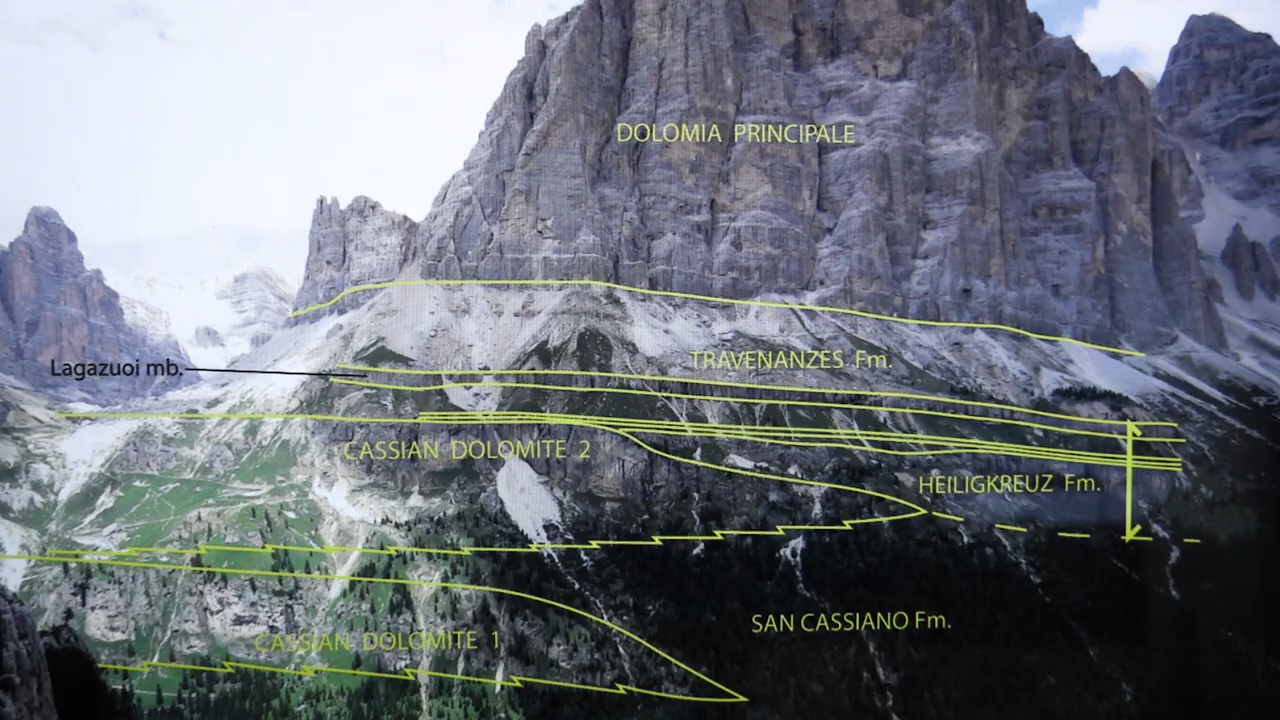 DOLOMIA PRINCIPALE
TRAVENANZES Fm.
Lagazuoi mb.
CASSIAN DOLOMITE 2
HEILIGKREUZ Fm.
SAN CASSIANO Fm.
CASSIAN DOLOMITE 1